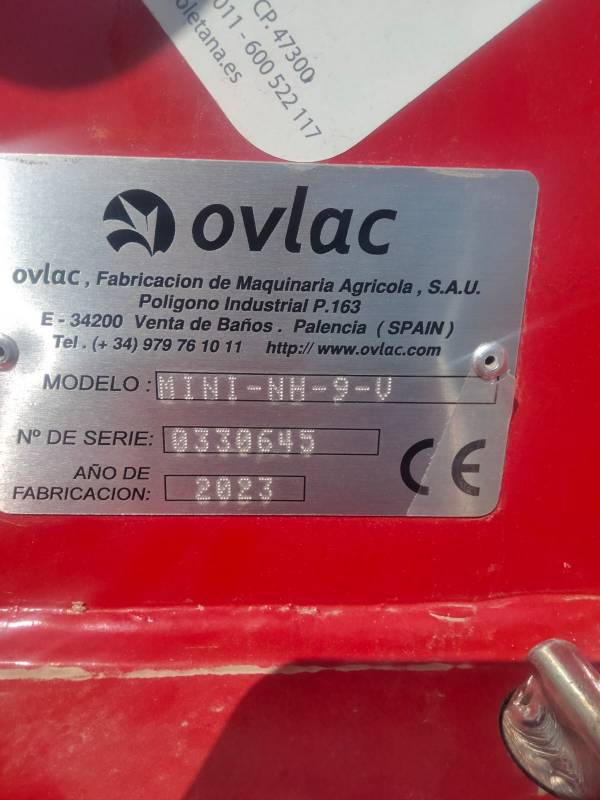 CP. 47300
011 - 600 522 117
oletana.es
ovlac
ovlac, Fabricacion de Maquinaria Agricola, S.A.U.
Poligono Industrial P.163
E - 34200 Venta de Baños. Palencia (SPAIN)
Tel. (+ 34) 979 76 10 11 http://www.ovlac.com
MODELO: MINI-NH-9-V
Nº DE SERIE: 0330645
AÑO DE
FABRICACION: 2023
CE